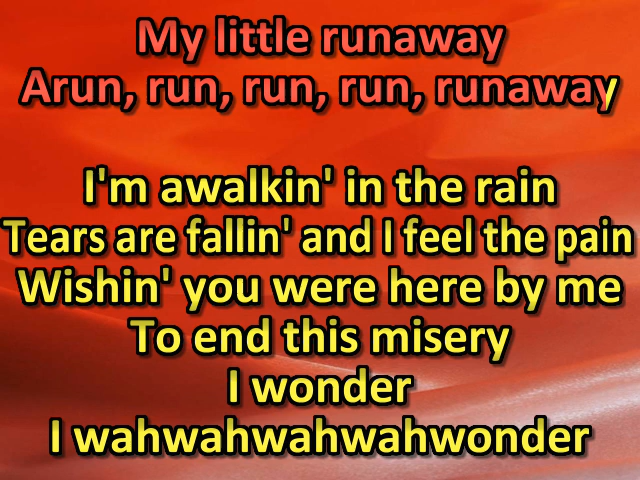 My little runaway
Arun, run, run, run, runaway
I'm awalkin' in the rain
Tears are fallin' and I feel the pain
Wishin' you were here by me
To end this misery
I wonder
I wahwahwahwahwonder